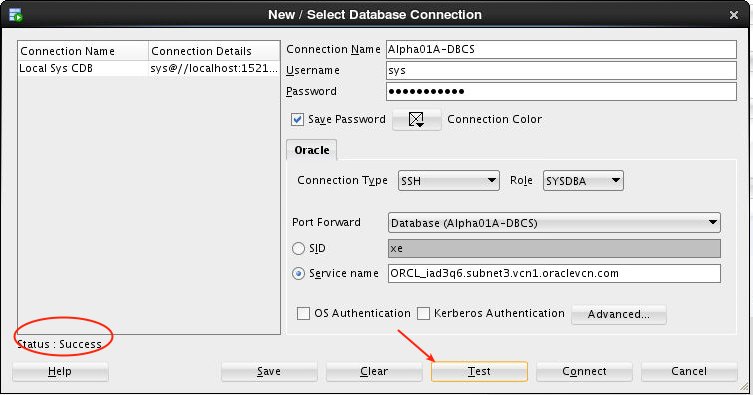 New / Select Database Connection
Connection Name Connection Details
Local Sys CDB sys@//localhost:1521...
Connection Name Alpha01A-DBCS
Username sys
Password ●●●●●●●●●●●
Save Password Connection Color
Oracle
Connection Type SSH Role SYSDBA
Port Forward Database (Alpha01A-DBCS)
SID xe
Service name ORCL_iad3q6.subnet3.vcn1.oraclevcn.com
OS Authentication Kerberos Authentication Advanced...
Status : Success
Help Save Clear Test Connect Cancel